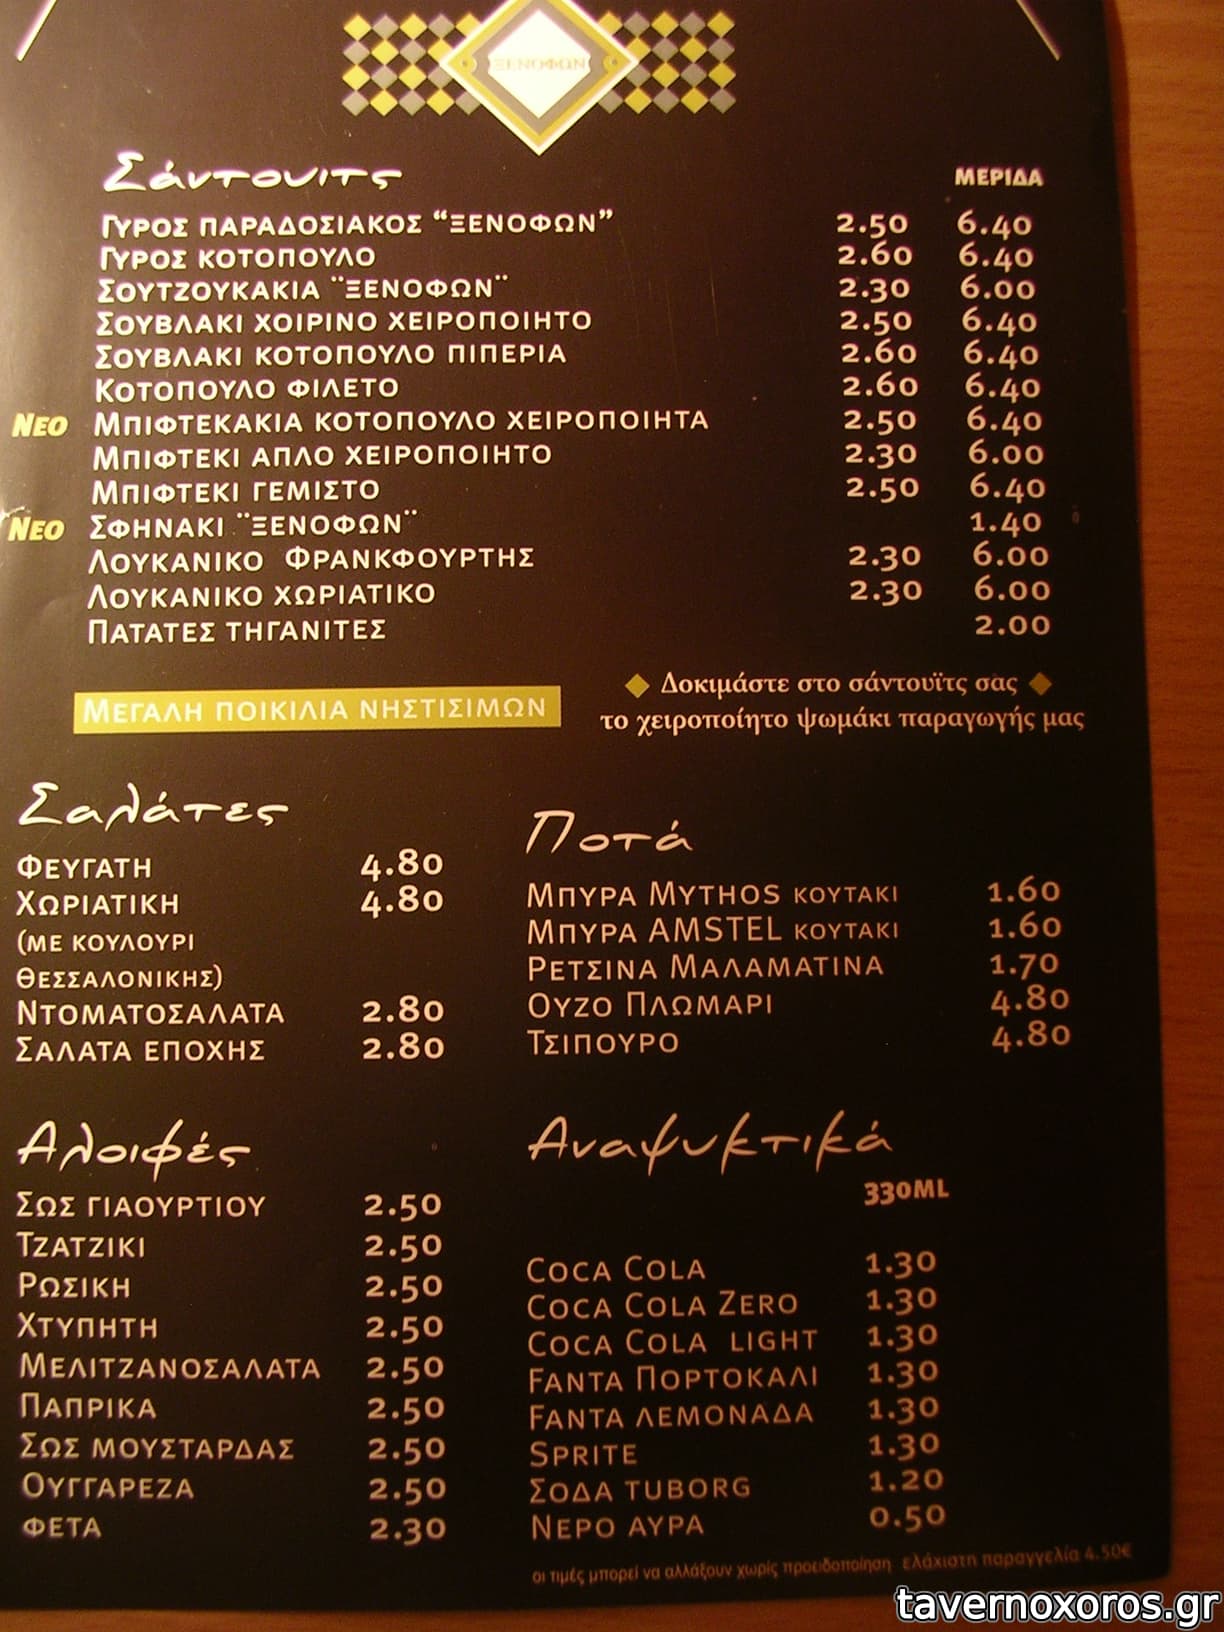 ΞΕΝΟΦΩΝ
Σάντουιτς ΜΕΡΙΔΑ
ΓΥΡΟΣ ΠΑΡΑΔΟΣΙΑΚΟΣ “ΞΕΝΟΦΩΝ” 2.50 6.40
ΓΥΡΟΣ ΚΟΤΟΠΟΥΛΟ 2.60 6.40
ΣΟΥΤΖΟΥΚΑΚΙΑ ¨ΞΕΝΟΦΩΝ¨ 2.30 6.00
ΣΟΥΒΛΑΚΙ ΧΟΙΡΙΝΟ ΧΕΙΡΟΠΟΙΗΤΟ 2.50 6.40
ΣΟΥΒΛΑΚΙ ΚΟΤΟΠΟΥΛΟ ΠΙΠΕΡΙΑ 2.60 6.40
ΚΟΤΟΠΟΥΛΟ ΦΙΛΕΤΟ 2.60 6.40
ΝΕΟ ΜΠΙΦΤΕΚΑΚΙΑ ΚΟΤΟΠΟΥΛΟ ΧΕΙΡΟΠΟΙΗΤΑ 2.50 6.40
ΜΠΙΦΤΕΚΙ ΑΠΛΟ ΧΕΙΡΟΠΟΙΗΤΟ 2.30 6.00
ΜΠΙΦΤΕΚΙ ΓΕΜΙΣΤΟ 2.50 6.40
ΝΕΟ ΣΦΗΝΑΚΙ ¨ΞΕΝΟΦΩΝ¨ 1.40
ΛΟΥΚΑΝΙΚΟ ΦΡΑΝΚΦΟΥΡΤΗΣ 2.30 6.00
ΛΟΥΚΑΝΙΚΟ ΧΩΡΙΑΤΙΚΟ 2.30 6.00
ΠΑΤΑΤΕΣ ΤΗΓΑΝΙΤΕΣ 2.00
ΜΕΓΑΛΗ ΠΟΙΚΙΛΙΑ ΝΗΣΤΙΣΙΜΩΝ
Δοκιμάστε στο σάντουϊτς σας
το χειροποίητο ψωμάκι παραγωγής μας
Σαλάτες
ΦΕΥΓΑΤΗ 4.80
ΧΩΡΙΑΤΙΚΗ 4.80
(ΜΕ ΚΟΥΛΟΥΡΙ
ΘΕΣΣΑΛΟΝΙΚΗΣ)
ΝΤΟΜΑΤΟΣΑΛΑΤΑ 2.80
ΣΑΛΑΤΑ ΕΠΟΧΗΣ 2.80
Ποτά
ΜΠΥΡΑ MYTHOS ΚΟΥΤΑΚΙ 1.60
ΜΠΥΡΑ AMSTEL ΚΟΥΤΑΚΙ 1.60
ΡΕΤΣΙΝΑ ΜΑΛΑΜΑΤΙΝΑ 1.70
ΟΥΖΟ ΠΛΩΜΑΡΙ 4.80
ΤΣΙΠΟΥΡΟ 4.80
Αλοιφές
ΣΩΣ ΓΙΑΟΥΡΤΙΟΥ 2.50
ΤΖΑΤΖΙΚΙ 2.50
ΡΩΣΙΚΗ 2.50
ΧΤΥΠΗΤΗ 2.50
ΜΕΛΙΤΖΑΝΟΣΑΛΑΤΑ 2.50
ΠΑΠΡΙΚΑ 2.50
ΣΩΣ ΜΟΥΣΤΑΡΔΑΣ 2.50
ΟΥΓΓΑΡΕΖΑ 2.50
ΦΕΤΑ 2.30
Αναψυκτικά
330ML
COCA COLA 1.30
COCA COLA ZERO 1.30
COCA COLA LIGHT 1.30
FANTA ΠΟΡΤΟΚΑΛΙ 1.30
FANTA ΛΕΜΟΝΑΔΑ 1.30
SPRITE 1.30
ΣΟΔΑ TUBORG 1.20
ΝΕΡΟ ΑΥΡΑ 0.50
οι τιμές μπορεί να αλλάξουν χωρίς προειδοποίηση ελάχιστη παραγγελία 4.50€
tavernoxoros.gr